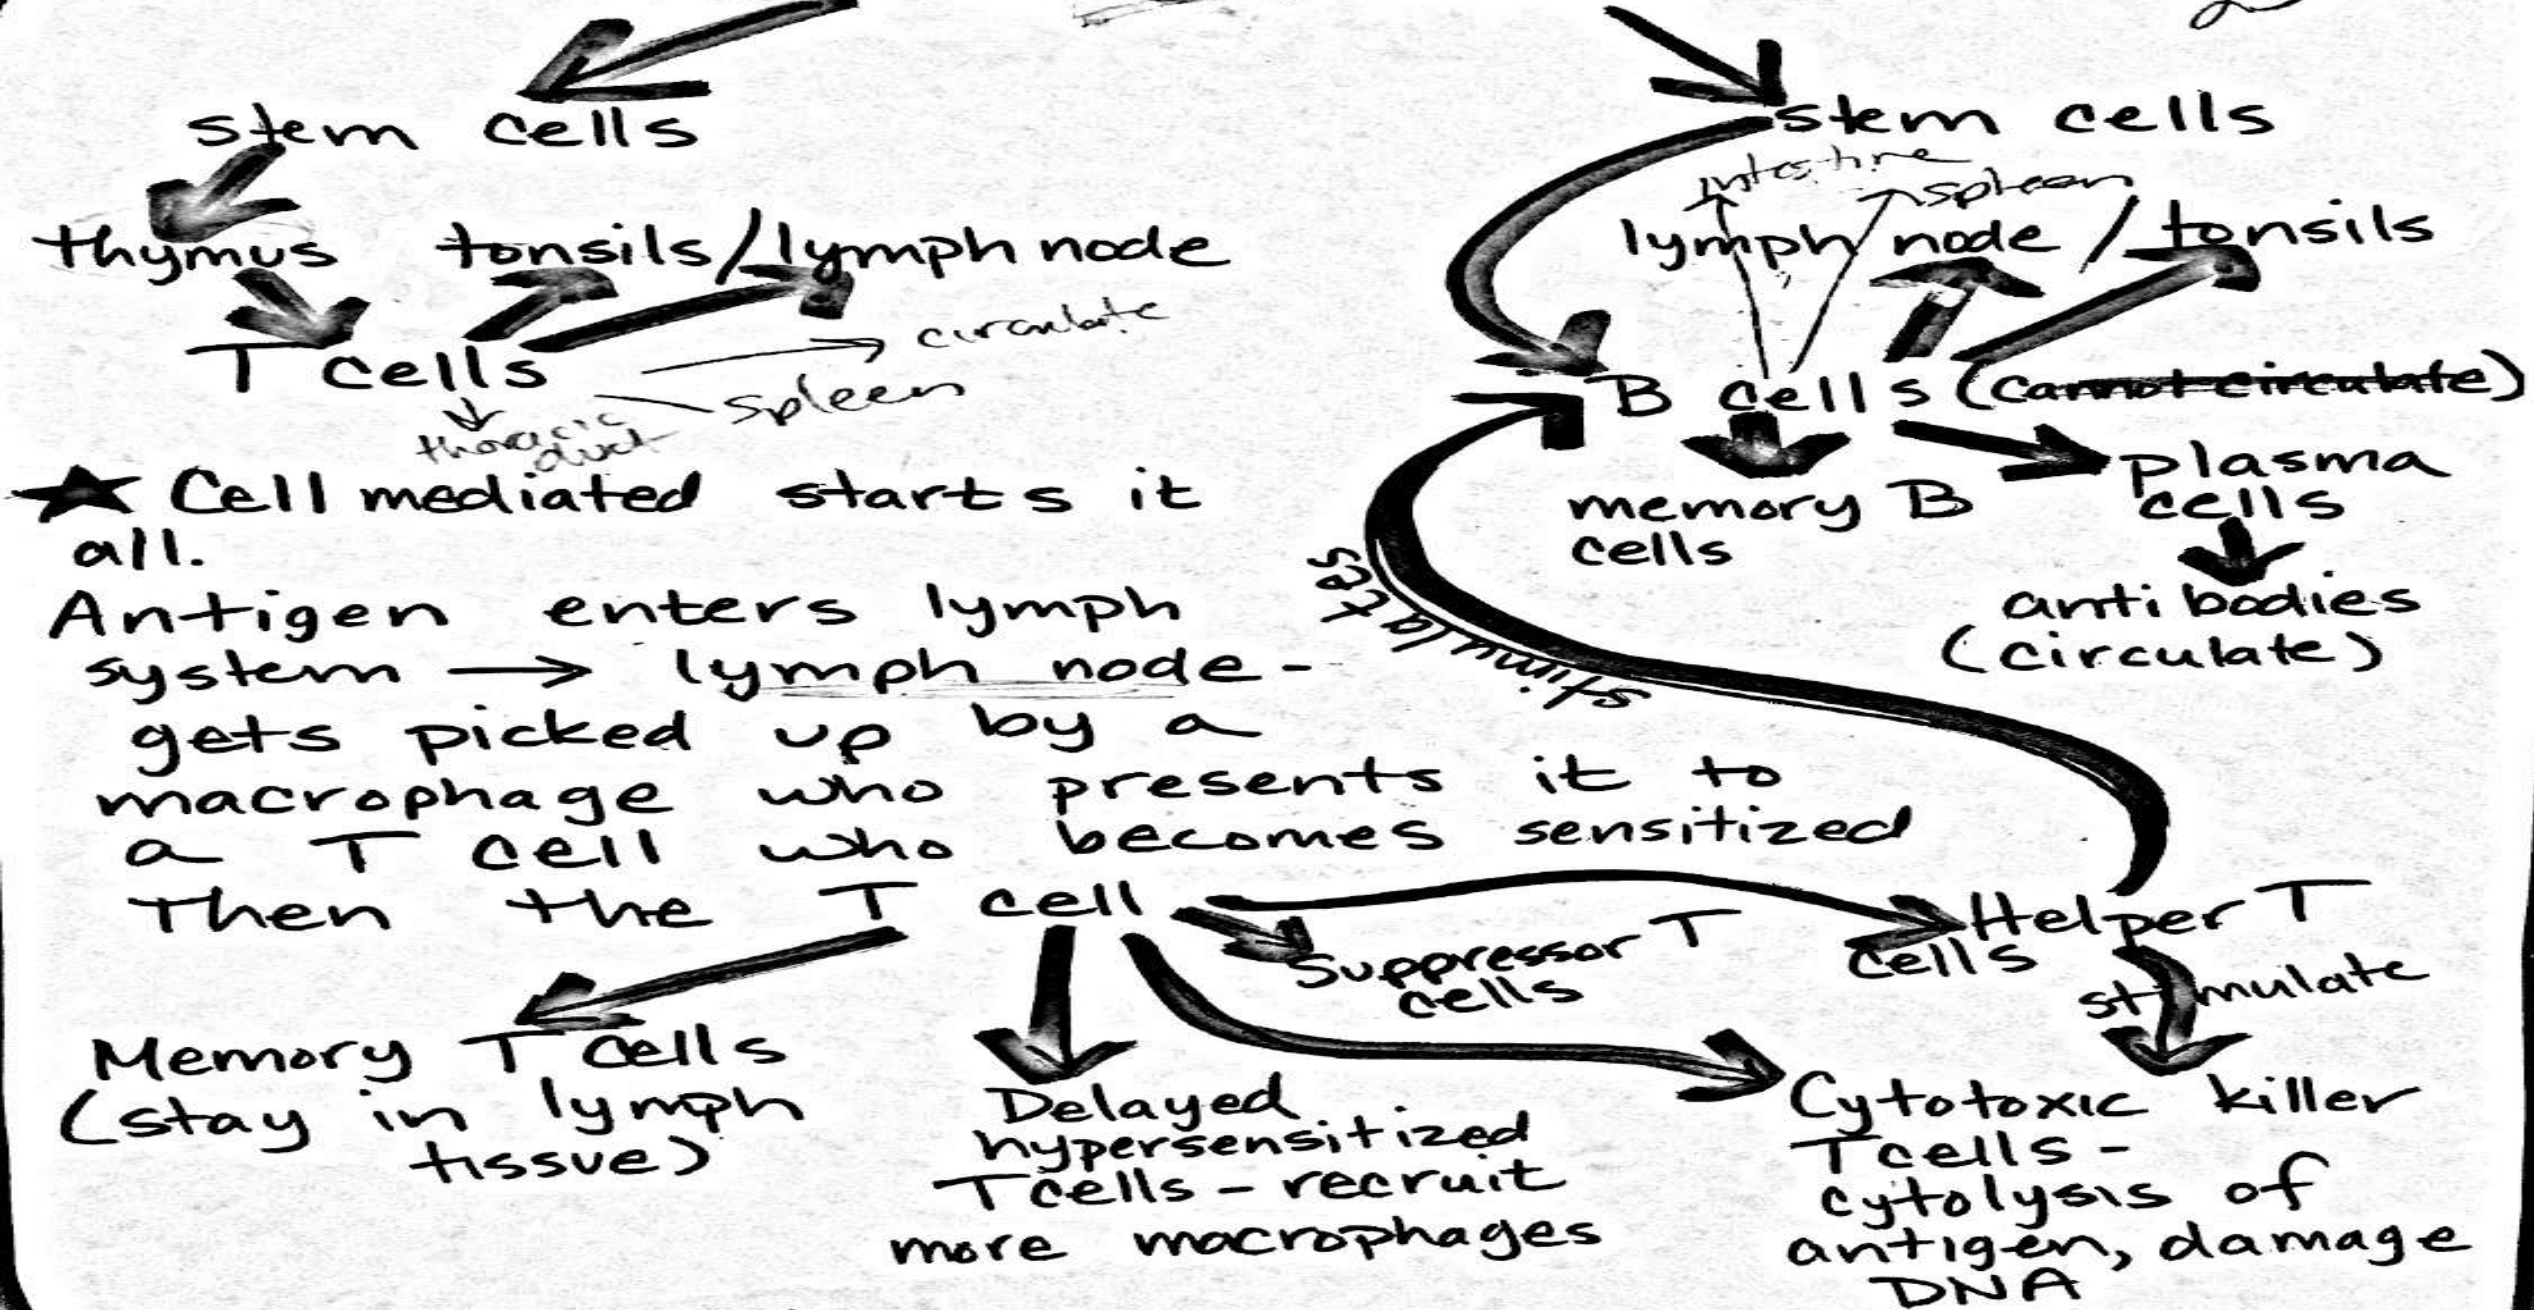 stem cells
thymus tonsils/lymph node
T cells
circulate
spleen
thoracic
duct
★ Cell mediated starts it
all.
Antigen enters lymph
system → lymph node -
gets picked up by a
macrophage who presents it to
a T cell who becomes sensitized
Then the T cell
Memory T cells
(stay in lymph
tissue)
Delayed
hypersensitized
T cells - recruit
more macrophages
Suppressor T
cells
Helper T
cells
stimulate
Cytotoxic killer
T cells -
cytolysis of
antigen, damage
DNA
stem cells
intestine
spleen
lymph node / tonsils
B cells (cannot circulate)
memory B
cells
plasma
cells
antibodies
(circulate)
stimulates